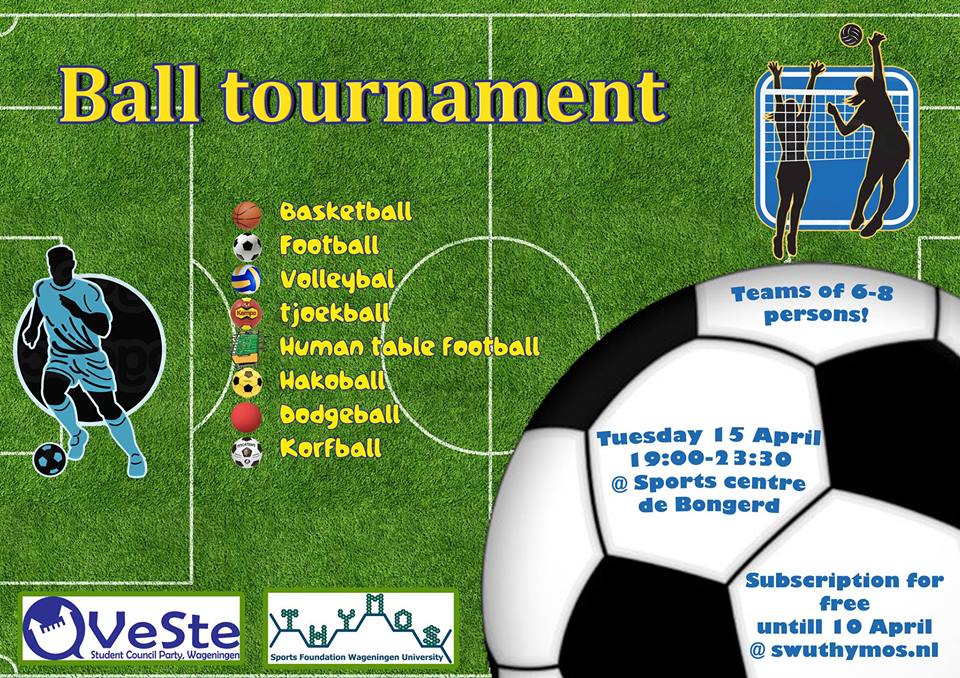 Ball tournament
Basketball
Football
Volleybal
tjoekball
Human table football
Hakoball
Dodgeball
Korfball
Teams of 6-8
persons!
Tuesday 15 April
19:00-23:30
@ Sports centre
de Bongerd
Subscription for
free
untill 10 April
@ swuthymos.nl
VeSte
Student Council Party, Wageningen
THYMOS
Sports Foundation Wageningen University